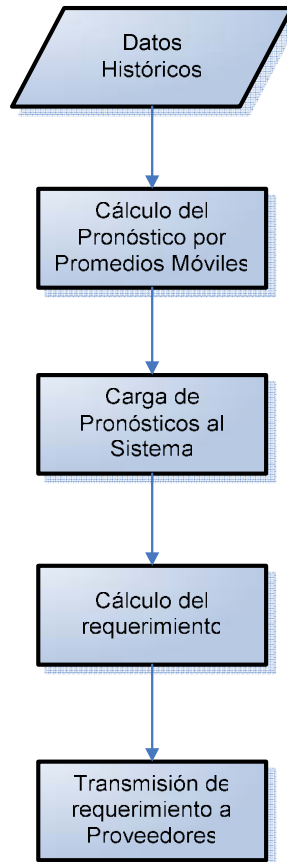 Datos
Históricos
Cálculo del
Pronóstico por
Promedios Móviles
Carga de
Pronósticos al
Sistema
Cálculo del
requerimiento
Transmisión de
requerimiento a
Proveedores